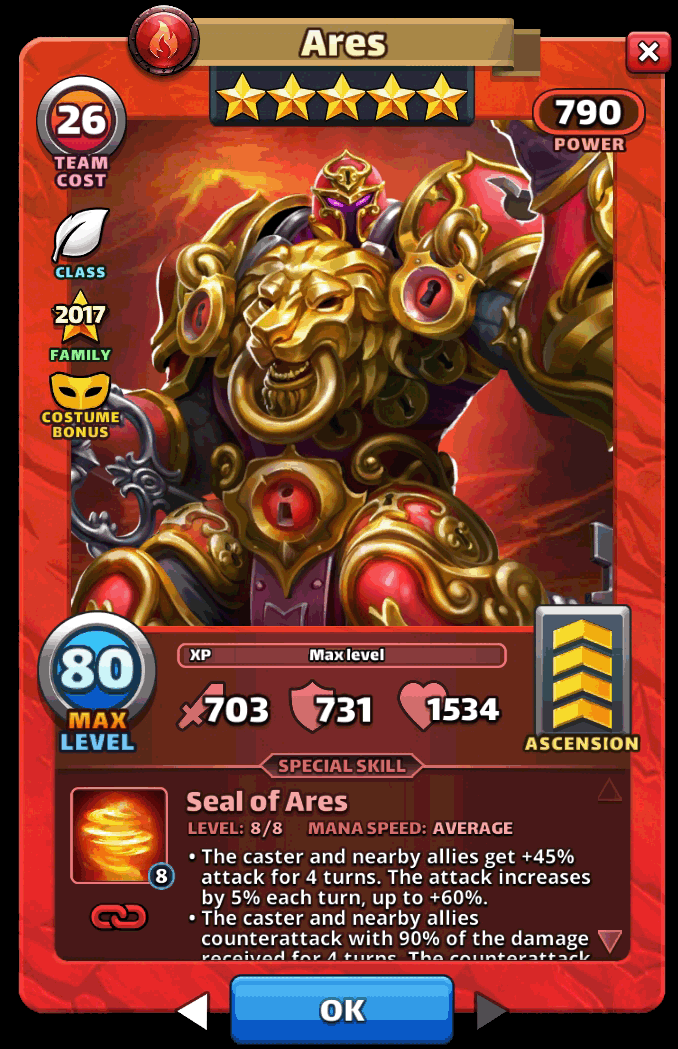 Ares
26
TEAM
COST
790
POWER
CLASS
2017
FAMILY
COSTUME
BONUS
80
MAX
LEVEL
XP Max level
703 731 1534
ASCENSION
SPECIAL SKILL
Seal of Ares
LEVEL: 8/8 MANA SPEED: AVERAGE
8
• The caster and nearby allies get +45%
attack for 4 turns. The attack increases
by 5% each turn, up to +60%.
• The caster and nearby allies
counterattack with 90% of the damage
received for 4 turns. The counterattack
OK